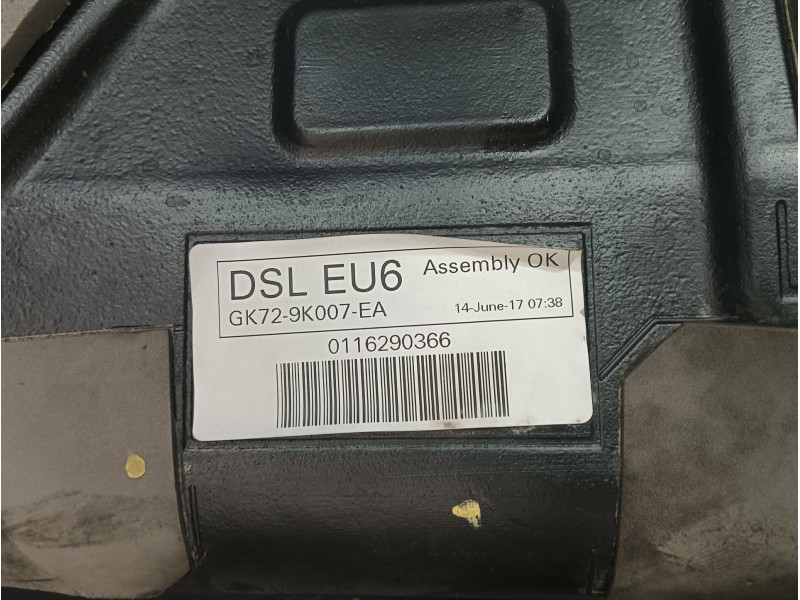 DSL EU6 Assembly OK
GK72-9K007-EA 14-June-17 07:38
0116290366